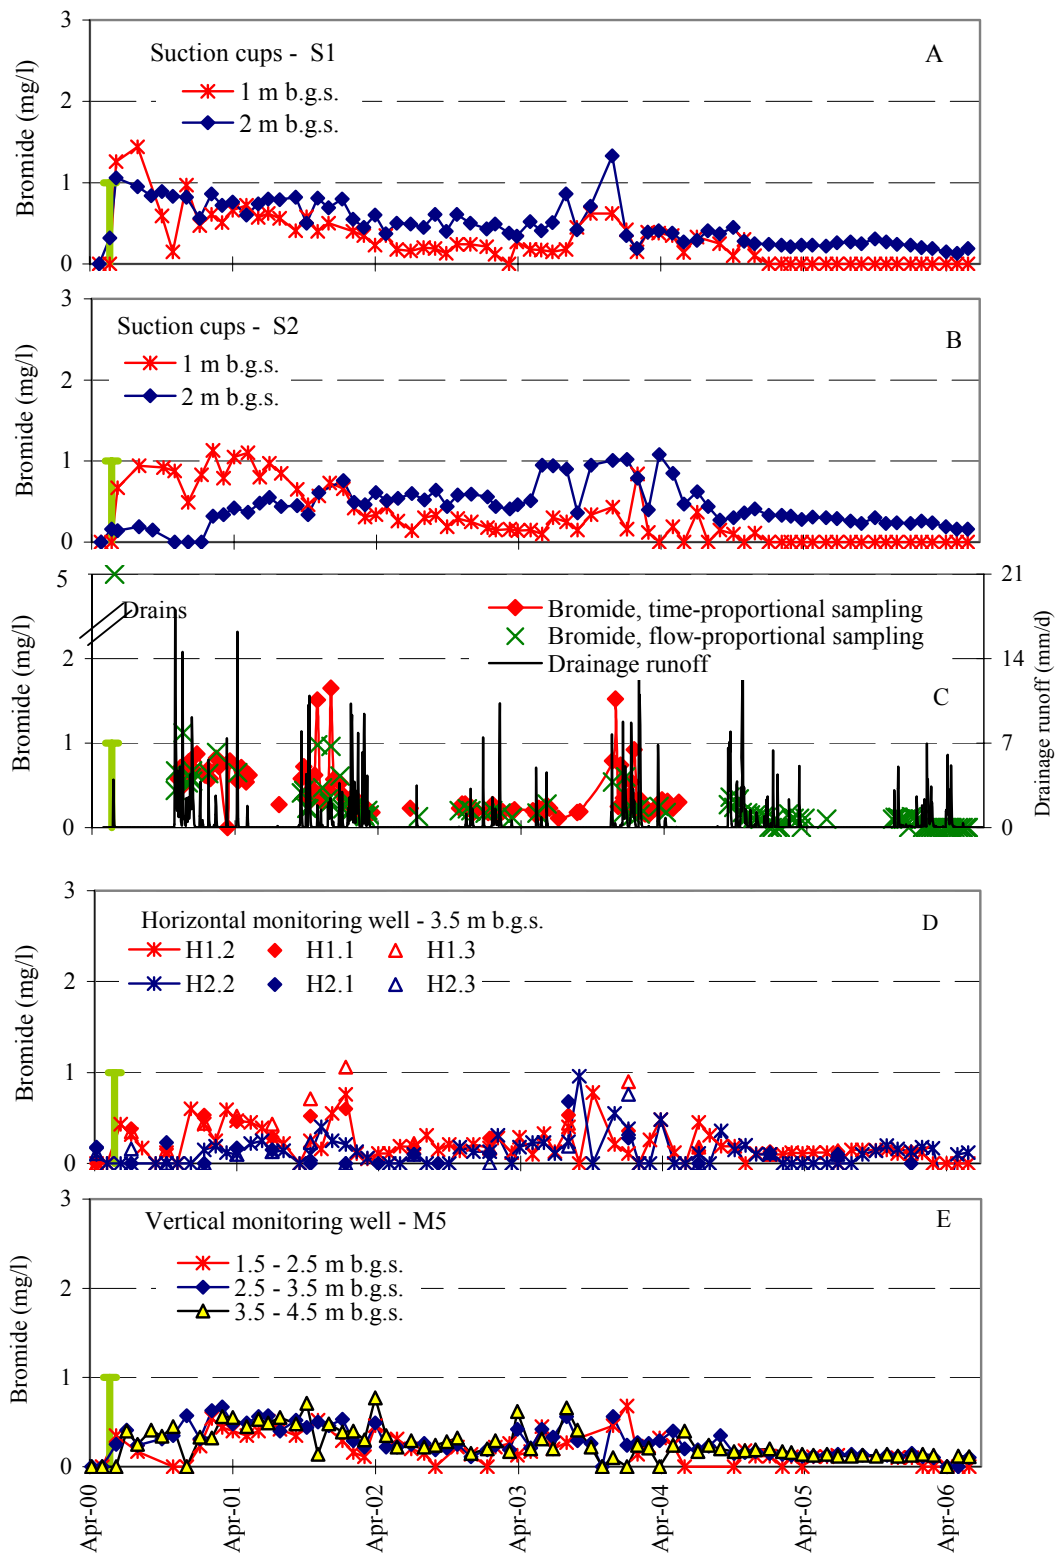 3
Suction cups - S1
A
1 m b.g.s.
2
2 m b.g.s.
1
0
Bromide (mg/l)
3
Suction cups - S2
B
1 m b.g.s.
2
2 m b.g.s.
1
0
Bromide (mg/l)
5
21
Drains
Bromide, time-proportional sampling
Bromide, flow-proportional sampling
2
Drainage runoff
14
C
1
7
0
0
Bromide (mg/l)
Drainage runoff (mm/d)
3
Horizontal monitoring well - 3.5 m b.g.s.
D
H1.2
H1.1
H1.3
2
H2.2
H2.1
H2.3
1
0
Bromide (mg/l)
3
Vertical monitoring well - M5
E
1.5 - 2.5 m b.g.s.
2
2.5 - 3.5 m b.g.s.
3.5 - 4.5 m b.g.s.
1
0
Bromide (mg/l)
Apr-00
Apr-01
Apr-02
Apr-03
Apr-04
Apr-05
Apr-06